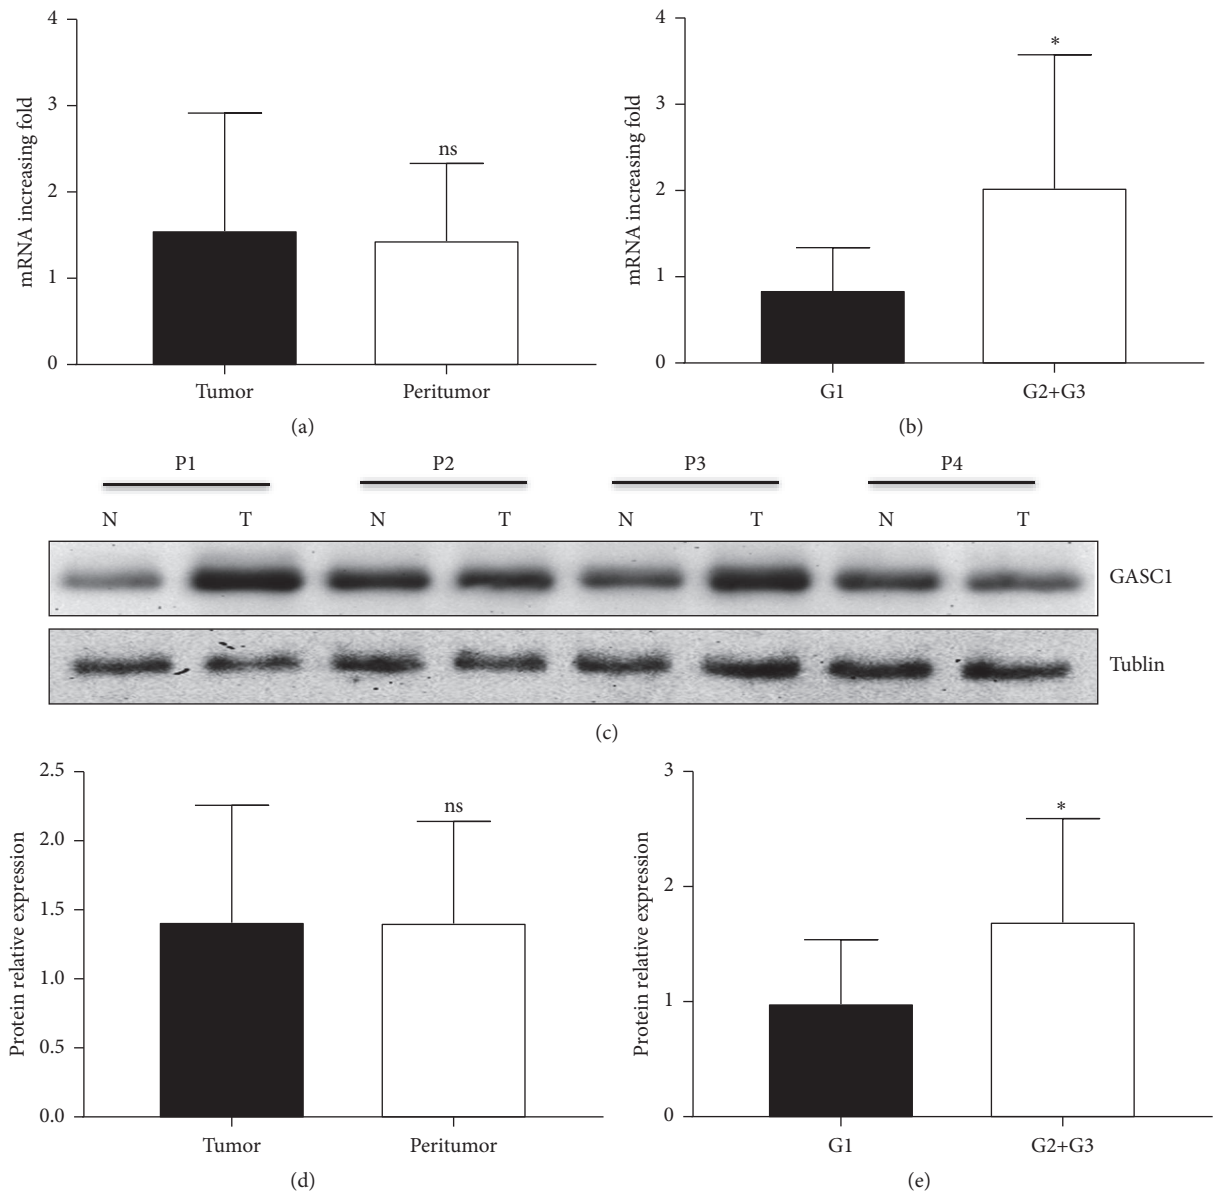 4
3
2
1
0
mRNA increasing fold
ns
Tumor Peritumor
(a)
4
3
2
1
0
mRNA increasing fold
*
G1 G2+G3
(b)
P1 P2 P3 P4
N T N T N T N T
GASC1
Tublin
(c)
2.5
2.0
1.5
1.0
0.5
0.0
Protein relative expression
ns
Tumor Peritumor
(d)
3
2
1
0
Protein relative expression
*
G1 G2+G3
(e)